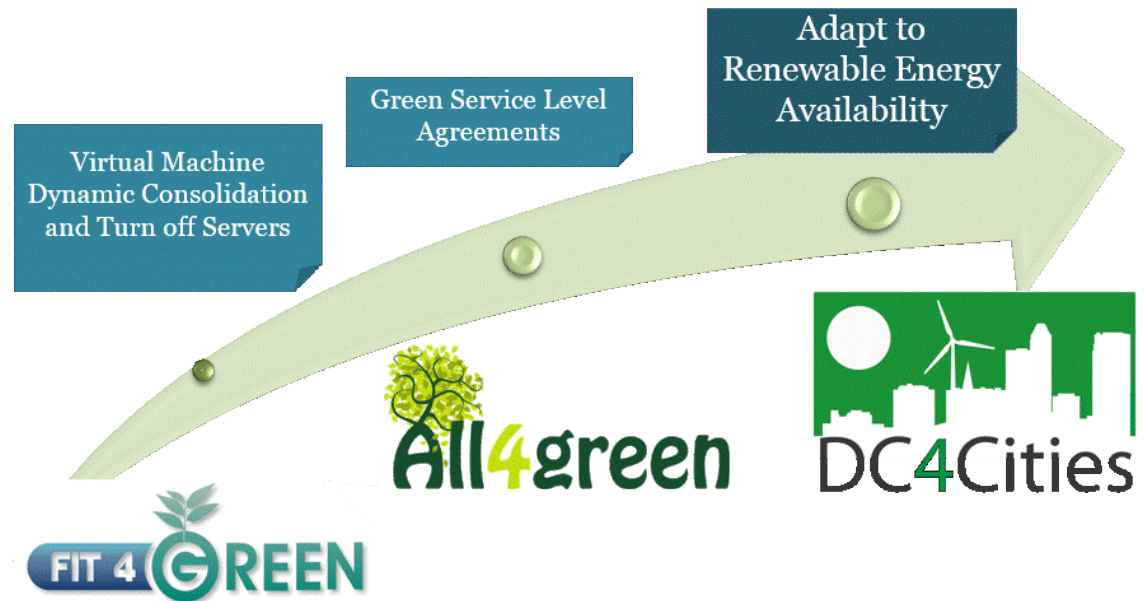 Adapt to
Renewable Energy
Availability
Green Service Level
Agreements
Virtual Machine
Dynamic Consolidation
and Turn off Servers
All4green
DC4Cities
FIT 4 GREEN